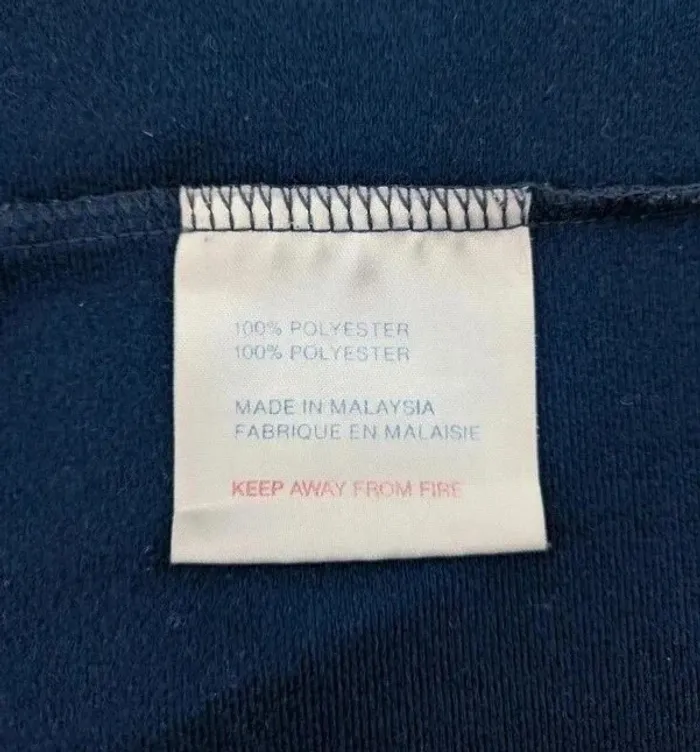 100% POLYESTER
100% POLYESTER
MADE IN MALAYSIA
FABRIQUE EN MALAISIE
KEEP AWAY FROM FIRE